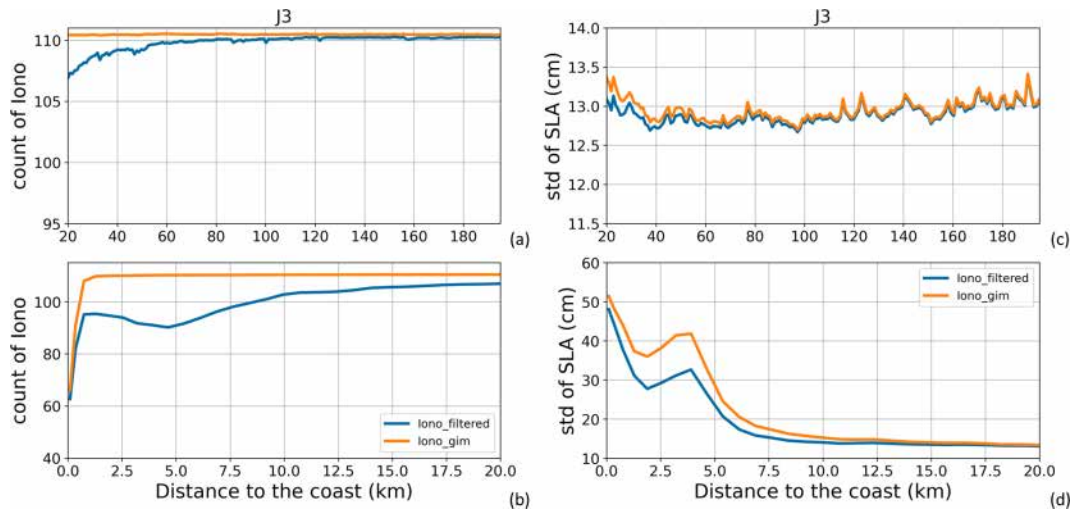 J3
count of Iono
110
105
100
95
20 40 60 80 100 120 140 160 180
(a)
J3
std of SLA (cm)
14.0
13.5
13.0
12.5
12.0
11.5
20 40 60 80 100 120 140 160 180
(c)
count of Iono
100
80
60
40
Iono_filtered
Iono_gim
0.0 2.5 5.0 7.5 10.0 12.5 15.0 17.5 20.0
Distance to the coast (km)
(b)
std of SLA (cm)
60
50
40
30
20
10
Iono_filtered
Iono_gim
0.0 2.5 5.0 7.5 10.0 12.5 15.0 17.5 20.0
Distance to the coast (km)
(d)